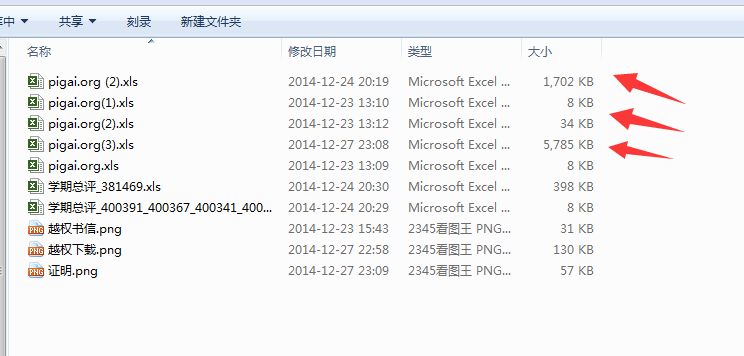 库中 共享 刻录 新建文件夹
名称 修改日期 类型 大小
pigai.org (2).xls 2014-12-24 20:19 Microsoft Excel ... 1,702 KB
pigai.org(1).xls 2014-12-23 13:10 Microsoft Excel ... 8 KB
pigai.org(2).xls 2014-12-23 13:12 Microsoft Excel ... 34 KB
pigai.org(3).xls 2014-12-27 23:08 Microsoft Excel ... 5,785 KB
pigai.org.xls 2014-12-23 13:09 Microsoft Excel ... 8 KB
学期总评_381469.xls 2014-12-24 20:30 Microsoft Excel ... 398 KB
学期总评_400391_400367_400341_400... 2014-12-24 20:29 Microsoft Excel ... 8 KB
越权书信.png 2014-12-23 15:43 2345看图王 PNG... 31 KB
越权下载.png 2014-12-27 22:58 2345看图王 PNG... 130 KB
证明.png 2014-12-27 23:09 2345看图王 PNG... 57 KB